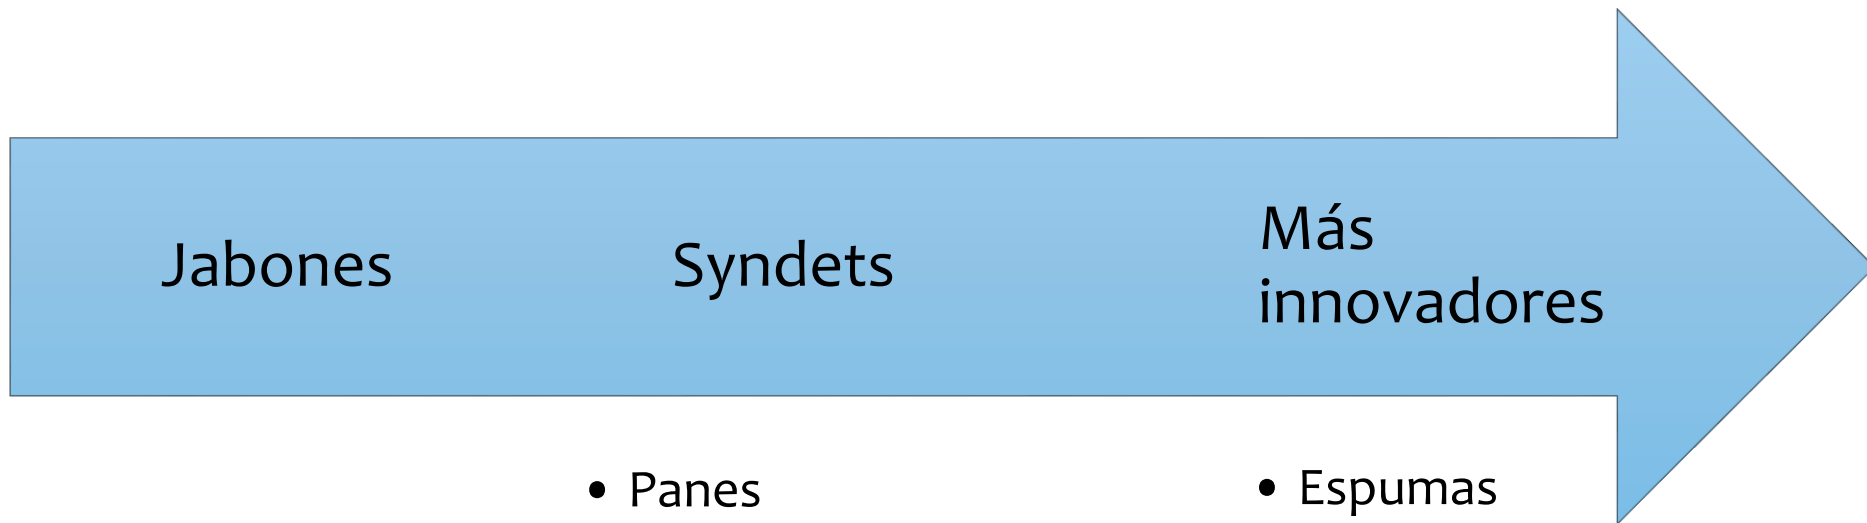 Jabones
Syndets
Más
innovadores
• Panes
• Espumas